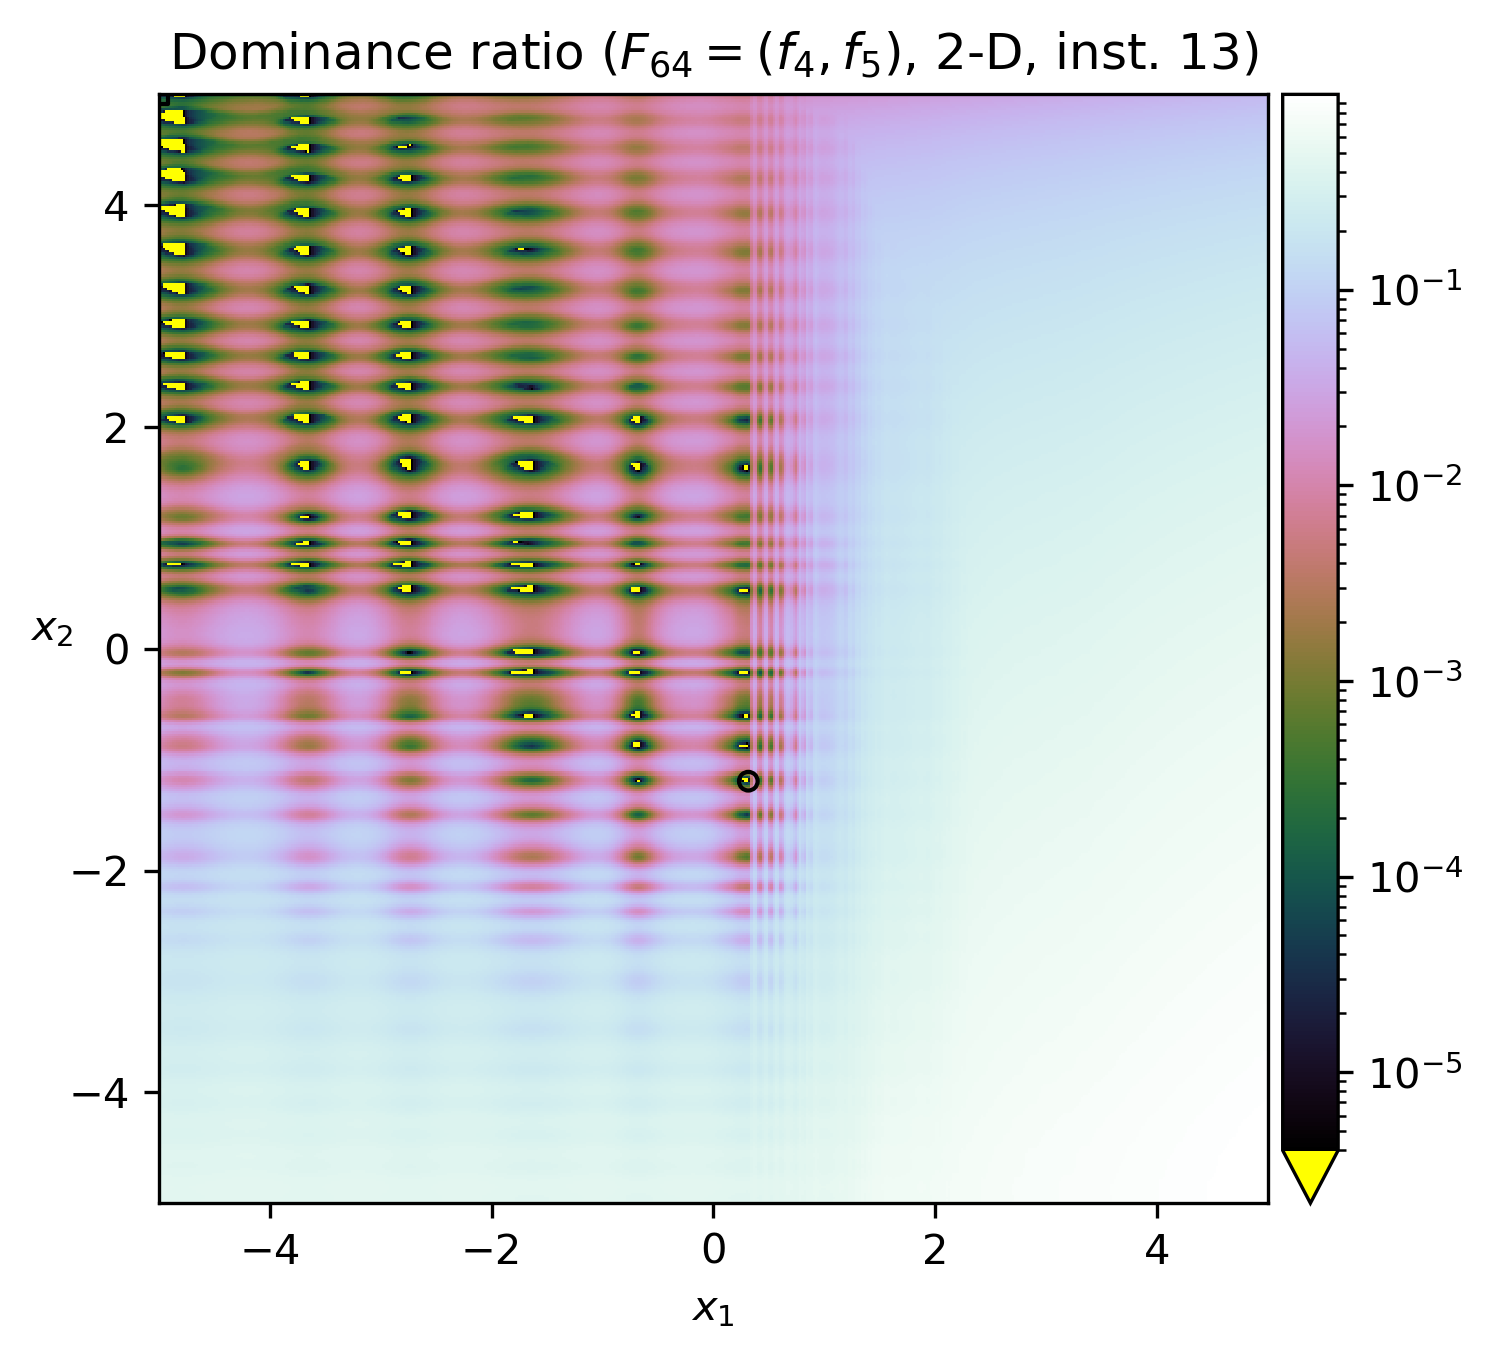 Dominance ratio (F₆₄ = (f₄, f₅), 2-D, inst. 13)
4
2
0
−2
−4
x₂
−4 −2 0 2 4
x₁
10⁻¹
10⁻²
10⁻³
10⁻⁴
10⁻⁵